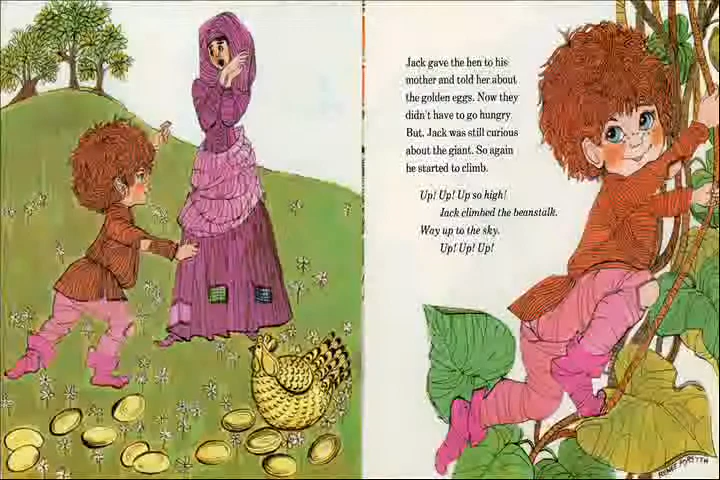 Jack gave the hen to his
mother and told her about
the golden eggs. Now they
didn't have to go hungry
But, Jack was still curious
about the giant. So again
he started to climb.
Up! Up! Up so high!
Jack climbed the beanstalk.
Way up to the sky.
Up! Up! Up!
RENEE FORSYTH